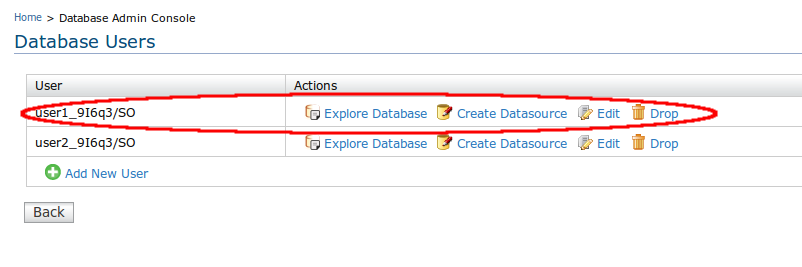 Home > Database Admin Console
Database Users
User Actions
user1_9I6q3/SO Explore Database Create Datasource Edit Drop
user2_9I6q3/SO Explore Database Create Datasource Edit Drop
Add New User
Back